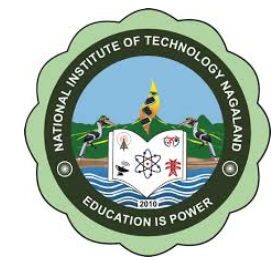 NATIONAL INSTITUTE OF TECHNOLOGY NAGALAND
2010
EDUCATION IS POWER